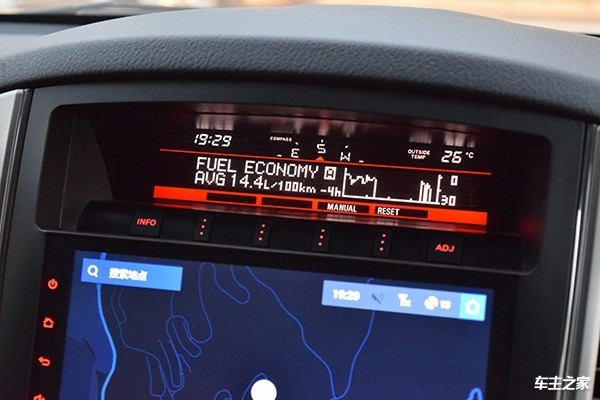 19:29
COMPASS
E S W
OUTSIDE TEMP 26 °C
FUEL ECONOMY A
AVG 14.4L/100km -4h
0
30
MANUAL RESET
INFO
ADJ
搜索地点
19:29
13
车主之家